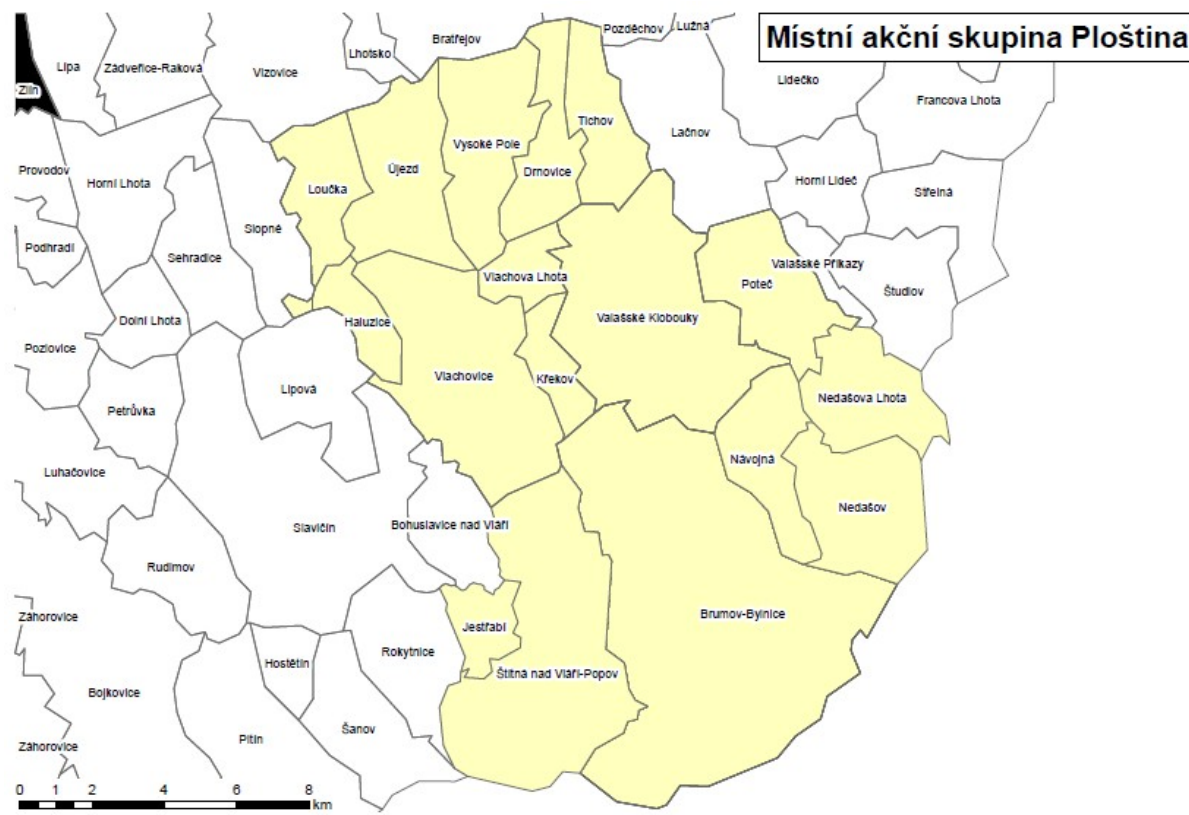 Místní akční skupina Ploština
Pozděchov
Lužná
Bratřejov
Lhotsko
Lípa
Zádveřice-Raková
Vizovice
Zlín
Lidečko
Francova Lhota
Tichov
Lačnov
Vysoké Pole
Drnovice
Újezd
Provodov
Horní Lhota
Loučka
Horní Lideč
Střelná
Slopné
Podhradí
Sehradice
Valašské Příkazy
Vlachova Lhota
Poteč
Študlov
Dolní Lhota
Haluzice
Valašské Klobouky
Pozlovice
Vlachovice
Křekov
Lipová
Nedašova Lhota
Petrůvka
Návojná
Luhačovice
Nedašov
Slavičín
Bohuslavice nad Vláří
Rudimov
Záhorovice
Jestřabí
Brumov-Bylnice
Rokytnice
Hostětín
Štítná nad Vláří-Popov
Bojkovice
Šanov
Pitín
Záhorovice
0 1 2 4 6 8
km